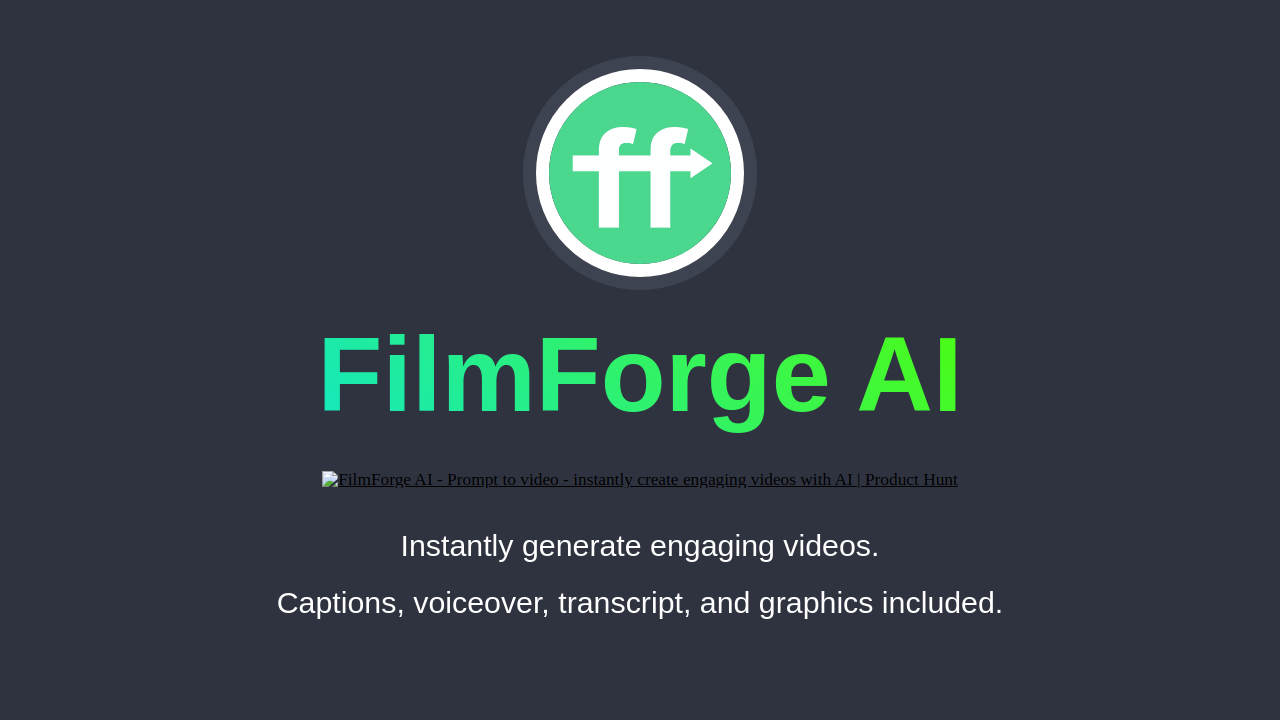 ff
FilmForge AI
FilmForge AI - Prompt to video - instantly create engaging videos with AI | Product Hunt
Instantly generate engaging videos.
Captions, voiceover, transcript, and graphics included.